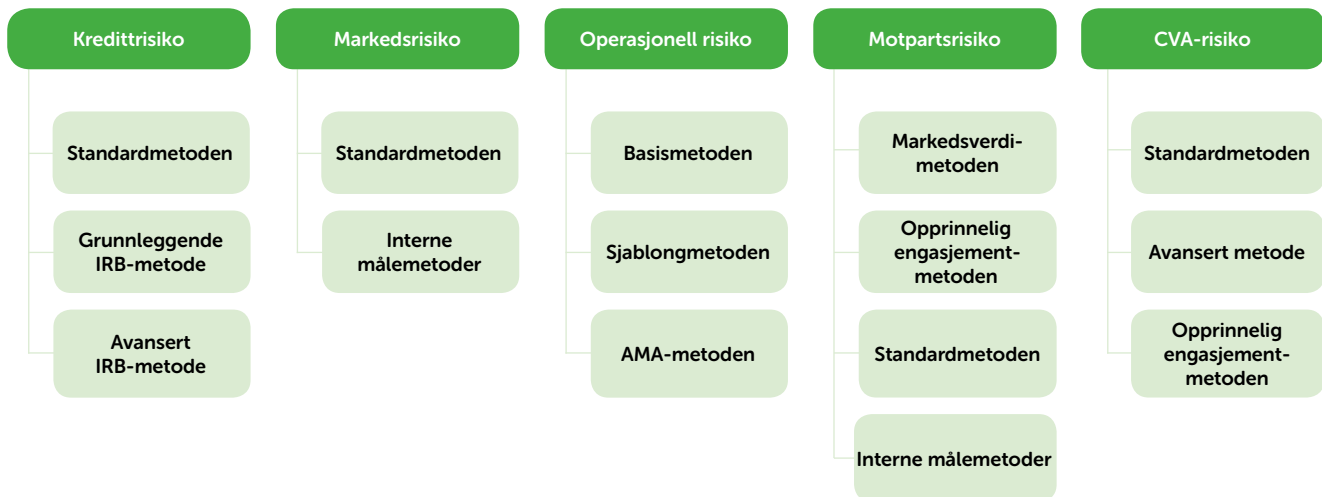 Kredittrisiko
Standardmetoden
Grunnleggende
IRB-metode
Avansert
IRB-metode
Markedsrisiko
Standardmetoden
Interne
målemetoder
Operasjonell risiko
Basismetoden
Sjablongmetoden
AMA-metoden
Motpartsrisiko
Markedsverdi-
metoden
Opprinnelig
engasjement-
metoden
Standardmetoden
Interne målemetoder
CVA-risiko
Standardmetoden
Avansert metode
Opprinnelig
engasjement-
metoden